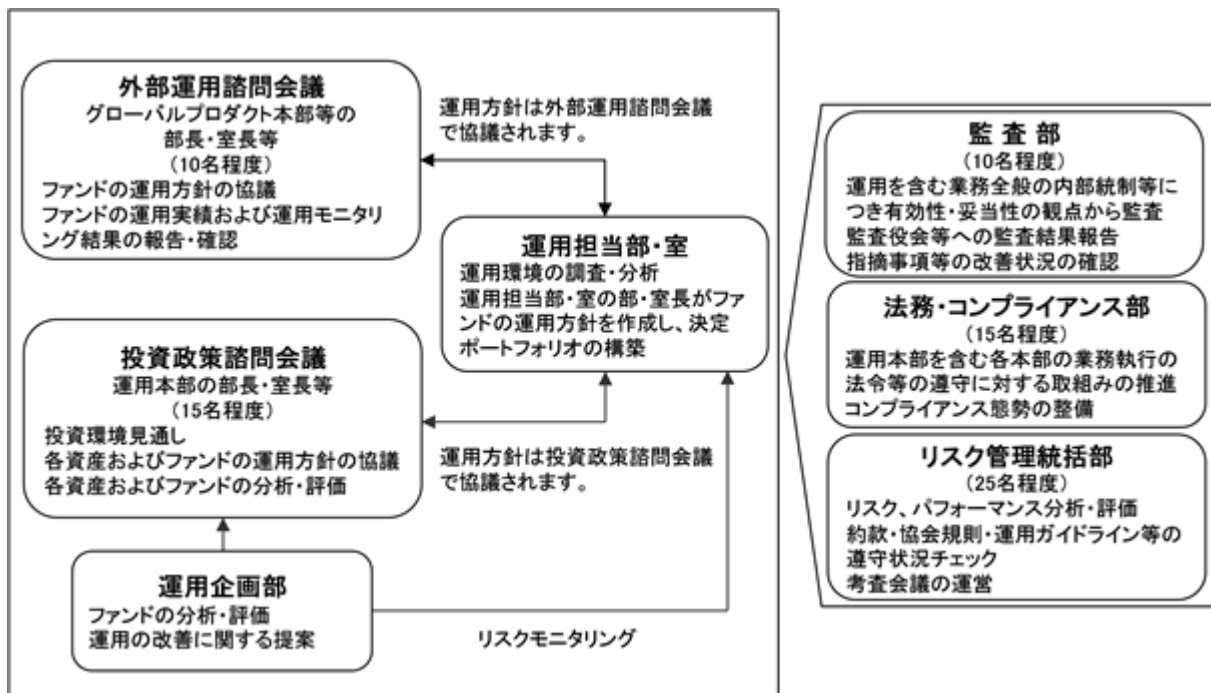 外部運用諮問会議
グローバルプロダクト本部等の
部長・室長等
(10名程度)
ファンドの運用方針の協議
ファンドの運用実績および運用モニタリ
ング結果の報告・確認
運用方針は外部運用諮問会議
で協議されます。
運用担当部・室
運用環境の調査・分析
運用担当部・室の部・室長がファ
ンドの運用方針を作成し、決定
ポートフォリオの構築
投資政策諮問会議
運用本部の部長・室長等
(15名程度)
投資環境見通し
各資産およびファンドの運用方針の協議
各資産およびファンドの分析・評価
運用方針は投資政策諮問会議
で協議されます。
運用企画部
ファンドの分析・評価
運用の改善に関する提案
リスクモニタリング
監 査 部
(10名程度)
運用を含む業務全般の内部統制等に
つき有効性・妥当性の観点から監査
監査役会等への監査結果報告
指摘事項等の改善状況の確認
法務・コンプライアンス部
(15名程度)
運用本部を含む各本部の業務執行の
法令等の遵守に対する取組みの推進
コンプライアンス態勢の整備
リスク管理統括部
(25名程度)
リスク、パフォーマンス分析・評価
約款・協会規則・運用ガイドライン等の
遵守状況チェック
考査会議の運営